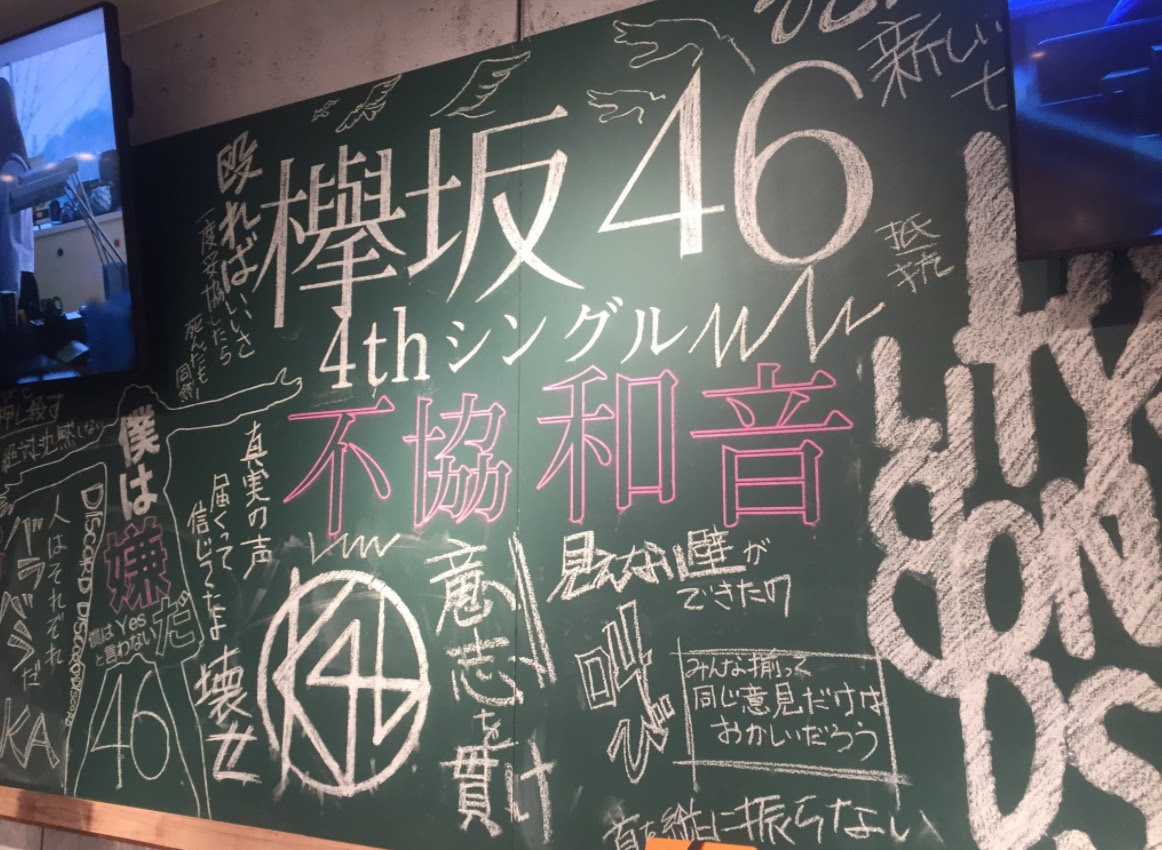 欅坂46
4thシングル
不協和音
殴ればいいさ
一度妥協したら
死んだも同然
新しい
抵抗
僕は
嫌
だ
僕はYes
と言わない
46
DISCORD
人はそれぞれ
バラバラだ
KA
真実の声
届くって
信じてたよ
意志を貫け
見えない壁が
できたの
叫び
みんな揃って
同じ意見だけは
おかしいだろう
首を縦に振らない
BONDS